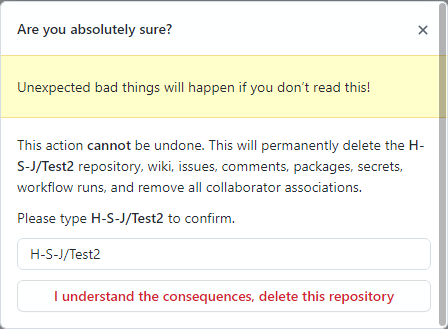 Are you absolutely sure?
Unexpected bad things will happen if you don’t read this!
This action cannot be undone. This will permanently delete the H-
S-J/Test2 repository, wiki, issues, comments, packages, secrets,
workflow runs, and remove all collaborator associations.
Please type H-S-J/Test2 to confirm.
H-S-J/Test2
I understand the consequences, delete this repository